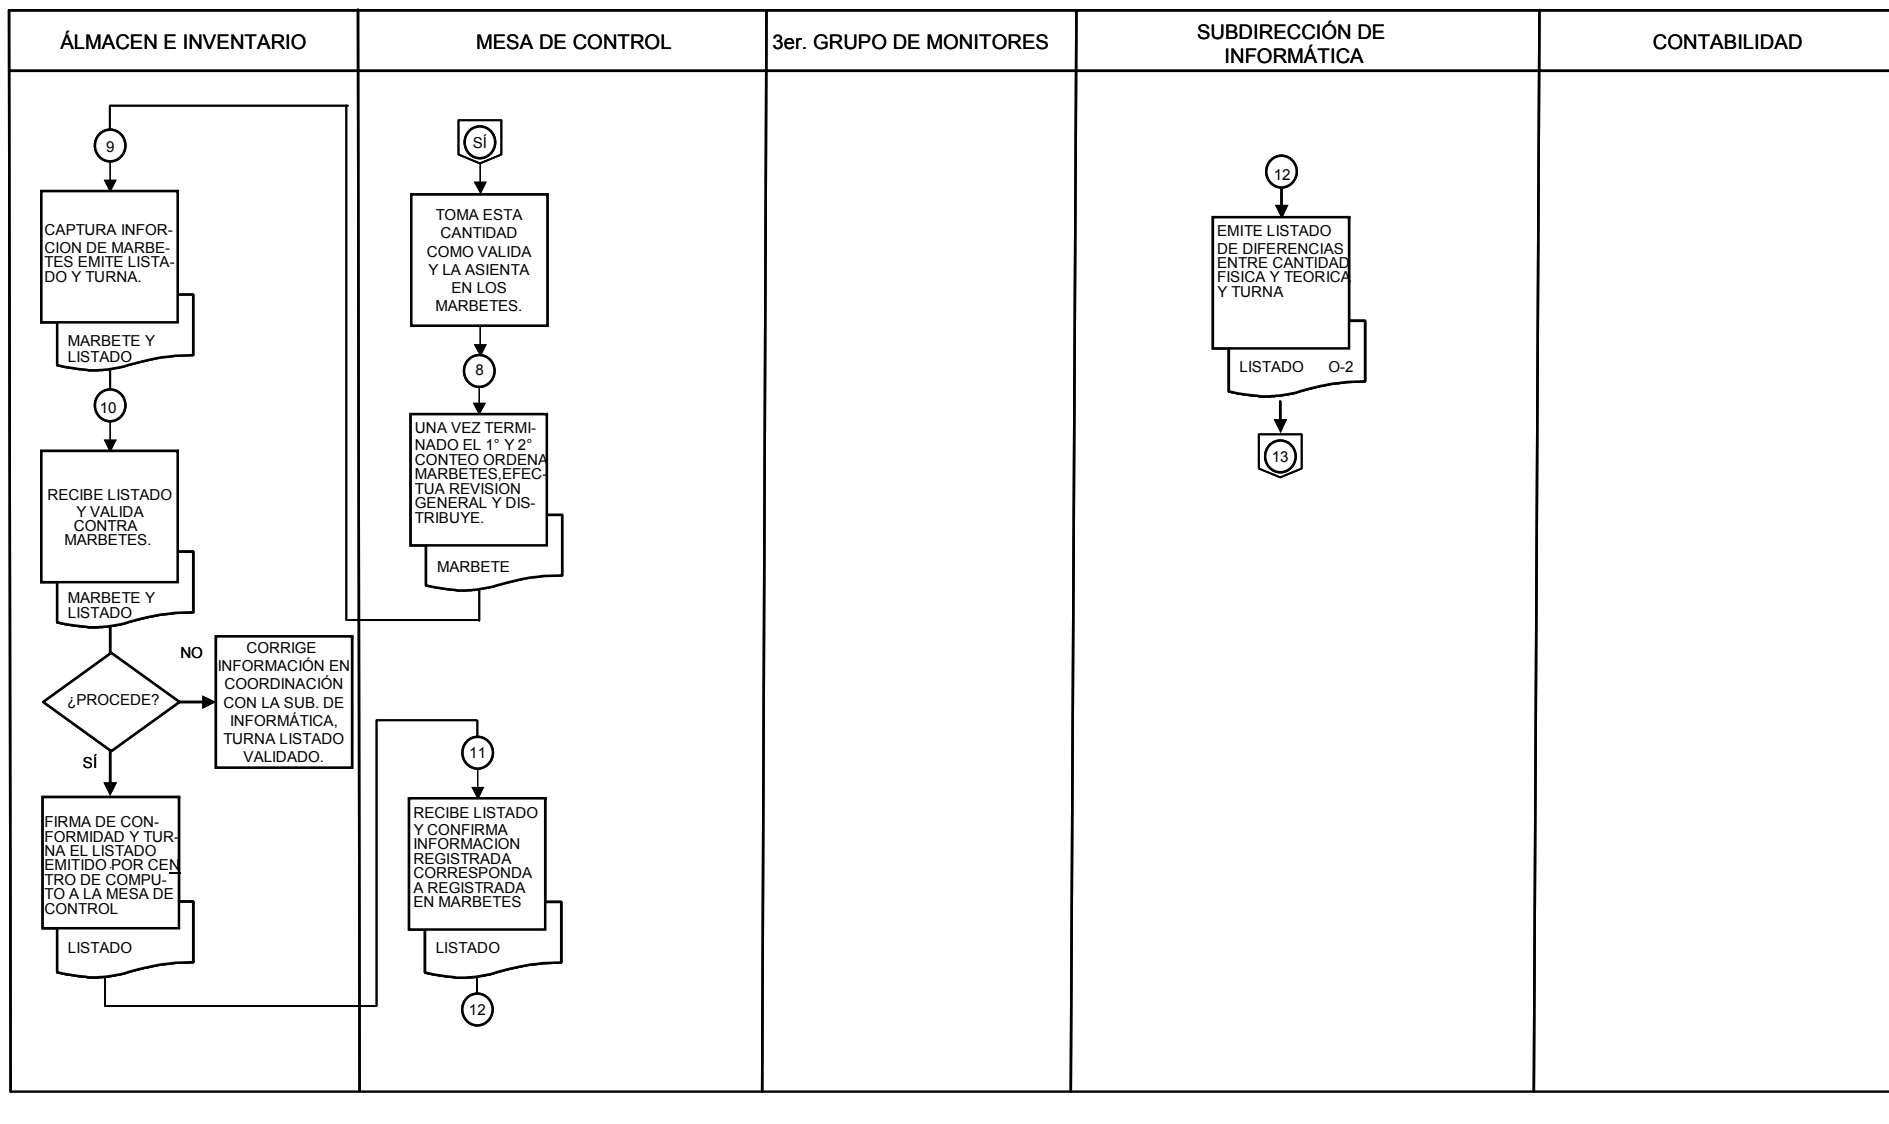 ÁLMACEN E INVENTARIO
MESA DE CONTROL
3er. GRUPO DE MONITORES
SUBDIRECCIÓN DE
INFORMÁTICA
CONTABILIDAD
9
CAPTURA INFOR-
CION DE MARBE-
TES EMITE LISTA-
DO Y TURNA.
MARBETE Y
LISTADO
10
RECIBE LISTADO
Y VALIDA
CONTRA
MARBETES.
MARBETE Y
LISTADO
¿PROCEDE?
NO
CORRIGE
INFORMACIÓN EN
COORDINACIÓN
CON LA SUB. DE
INFORMÁTICA,
TURNA LISTADO
VALIDADO.
SÍ
FIRMA DE CON-
FORMIDAD Y TUR-
NA EL LISTADO
EMITIDO POR CEN
TRO DE COMPU-
TO A LA MESA DE
CONTROL
LISTADO
SÍ
TOMA ESTA
CANTIDAD
COMO VALIDA
Y LA ASIENTA
EN LOS
MARBETES.
8
UNA VEZ TERMI-
NADO EL 1° Y 2°
CONTEO ORDENA
MARBETES,EFEC-
TUA REVISION
GENERAL Y DIS-
TRIBUYE.
MARBETE
11
RECIBE LISTADO
Y CONFIRMA
INFORMACION
REGISTRADA
CORRESPONDA
A REGISTRADA
EN MARBETES
LISTADO
12
12
EMITE LISTADO
DE DIFERENCIAS
ENTRE CANTIDAD
FISICA Y TEORICA
Y TURNA
LISTADO O-2
13